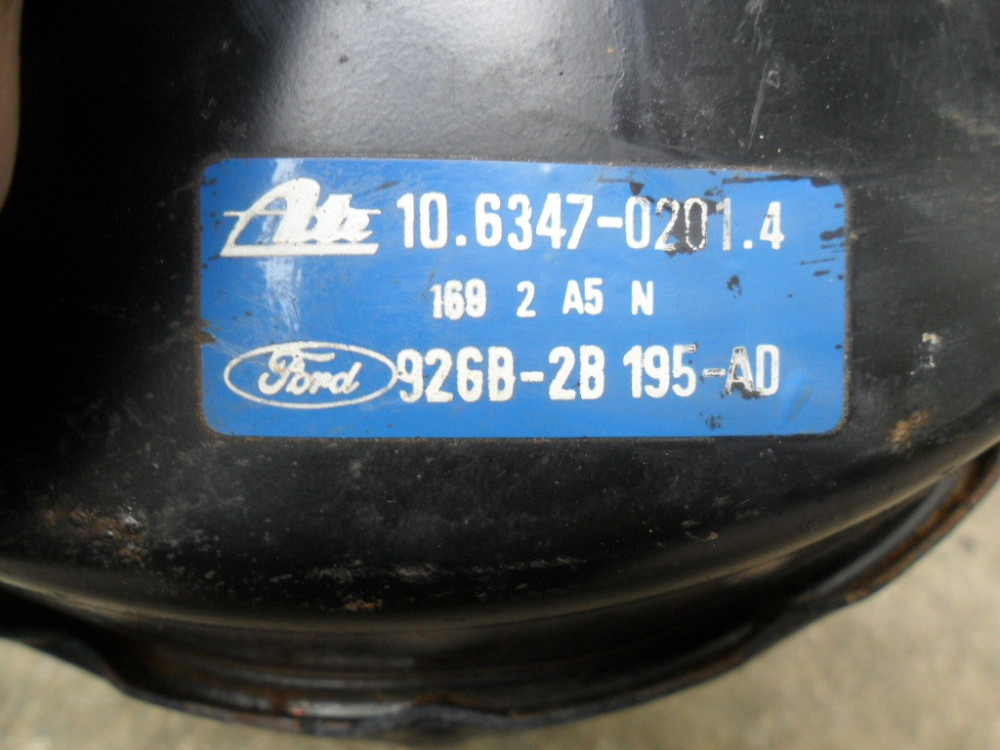 Ate 10.6347-0201.4
169 2 A5 N
Ford 926B-2B 195-AD